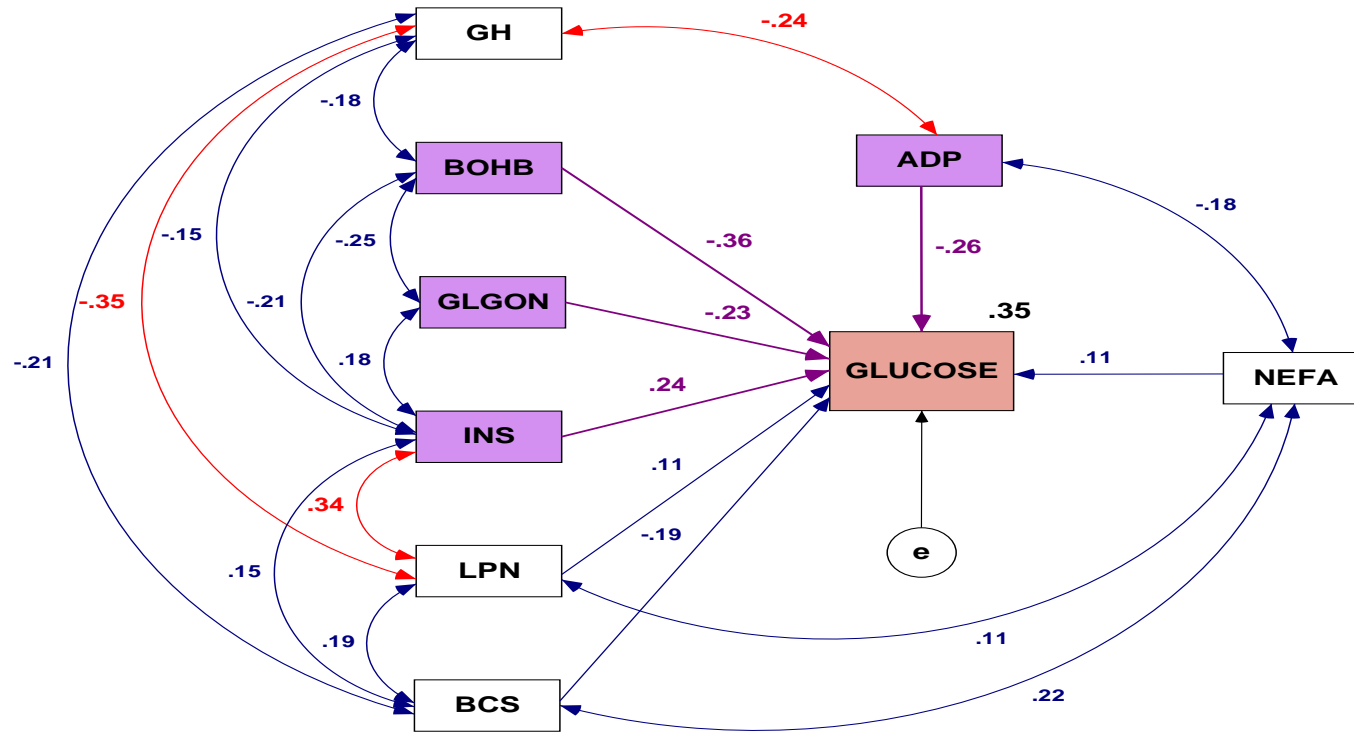 GH
-.24
-.18
BOHB
ADP
-.18
-.15
-.25
-.36
-.26
-.35
-.21
GLGON
-.23
.35
-.21
.18
.24
GLUCOSE
.11
NEFA
INS
.11
.34
-.19
e
.15
LPN
.19
.11
BCS
.22